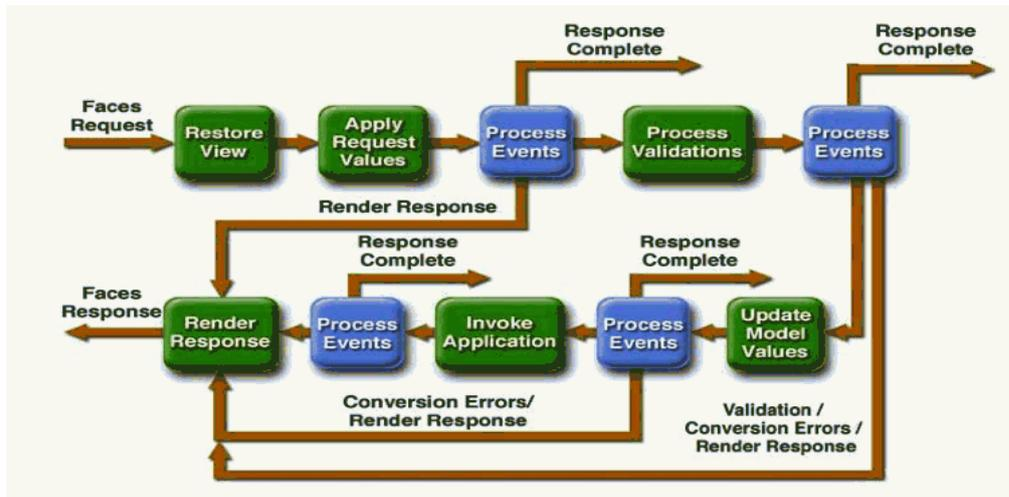 Response
Complete
Response
Complete
Faces
Request
Restore
View
Apply
Request
Values
Process
Events
Process
Validations
Process
Events
Render Response
Response
Complete
Response
Complete
Faces
Response
Render
Response
Process
Events
Invoke
Application
Process
Events
Update
Model
Values
Conversion Errors/
Render Response
Validation /
Conversion Errors /
Render Response